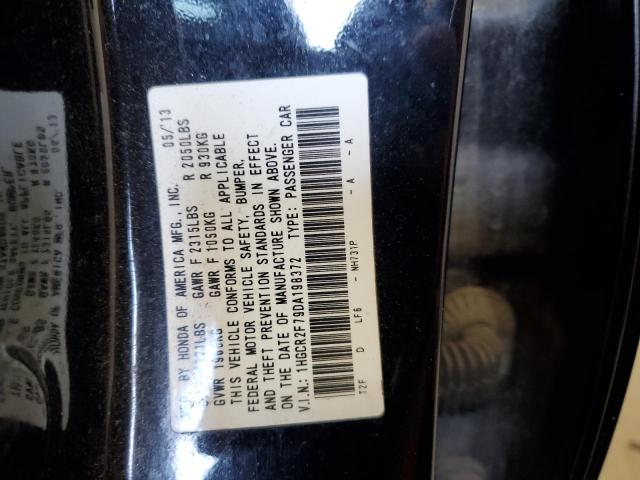 MFD. BY HONDA OF AMERICA MFG., INC. 05/13
GAWR F 2315LBS R 2050LBS
GVWR 1980KG GAWR F 1050KG R 930KG
THIS VEHICLE CONFORMS TO ALL APPLICABLE
FEDERAL MOTOR VEHICLE SAFETY, BUMPER,
AND THEFT PREVENTION STANDARDS IN EFFECT
ON THE DATE OF MANUFACTURE SHOWN ABOVE.
V.I.N.: 1HGCR2F79DA198372 TYPE: PASSENGER CAR
T2F D LF6 - NH731P - A - A